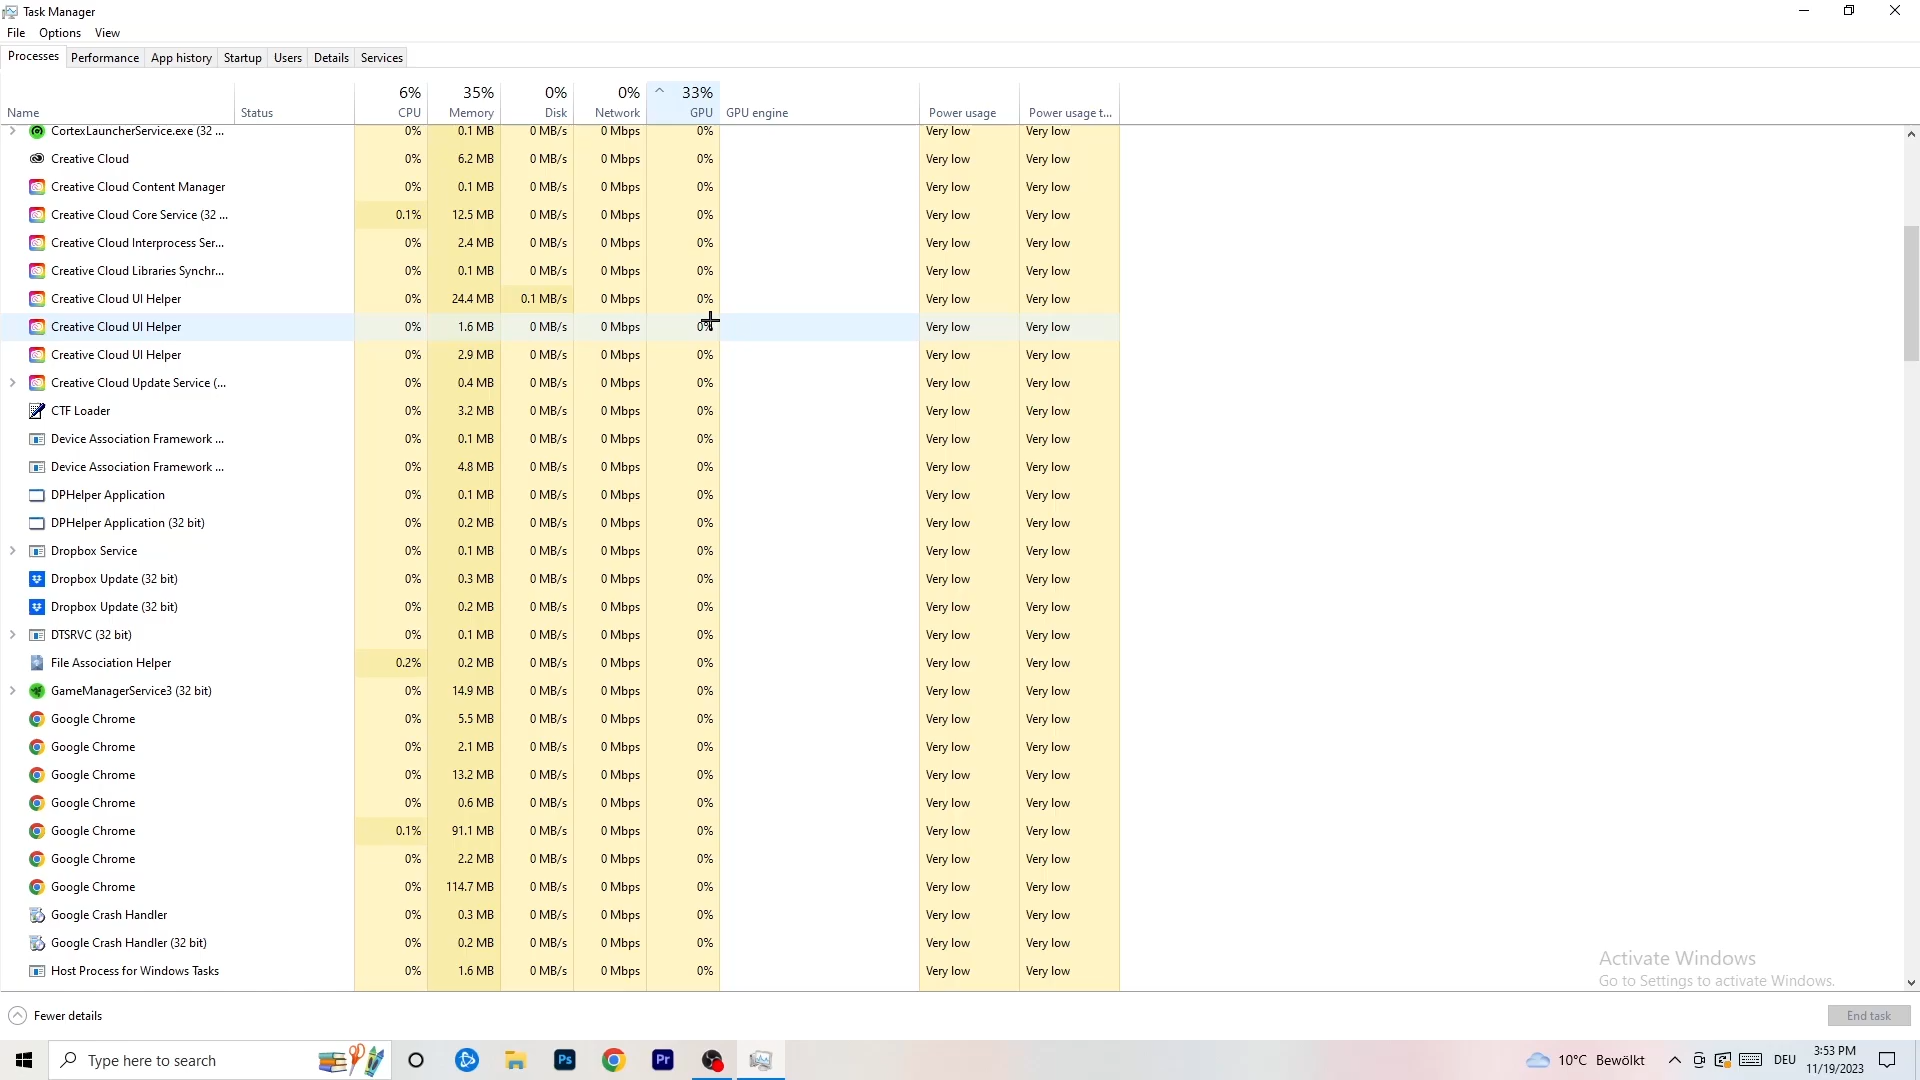 Task Manager
File Options View
Processes Performance App history Startup Users Details Services
6% 35% 0% 0% 33%
Name Status CPU Memory Disk Network GPU GPU engine Power usage Power usage t...
CortexLauncherService.exe (32 ... 0% 0.1 MB 0 MB/s 0 Mbps 0% Very low Very low
Creative Cloud 0% 6.2 MB 0 MB/s 0 Mbps 0% Very low Very low
Creative Cloud Content Manager 0% 0.1 MB 0 MB/s 0 Mbps 0% Very low Very low
Creative Cloud Core Service (32 ... 0.1% 12.5 MB 0 MB/s 0 Mbps 0% Very low Very low
Creative Cloud Interprocess Ser... 0% 2.4 MB 0 MB/s 0 Mbps 0% Very low Very low
Creative Cloud Libraries Synchr... 0% 0.1 MB 0 MB/s 0 Mbps 0% Very low Very low
Creative Cloud UI Helper 0% 24.4 MB 0.1 MB/s 0 Mbps 0% Very low Very low
Creative Cloud UI Helper 0% 1.6 MB 0 MB/s 0 Mbps 0% Very low Very low
Creative Cloud UI Helper 0% 2.9 MB 0 MB/s 0 Mbps 0% Very low Very low
Creative Cloud Update Service (... 0% 0.4 MB 0 MB/s 0 Mbps 0% Very low Very low
CTF Loader 0% 3.2 MB 0 MB/s 0 Mbps 0% Very low Very low
Device Association Framework ... 0% 0.1 MB 0 MB/s 0 Mbps 0% Very low Very low
Device Association Framework ... 0% 4.8 MB 0 MB/s 0 Mbps 0% Very low Very low
DPHelper Application 0% 0.1 MB 0 MB/s 0 Mbps 0% Very low Very low
DPHelper Application (32 bit) 0% 0.2 MB 0 MB/s 0 Mbps 0% Very low Very low
Dropbox Service 0% 0.1 MB 0 MB/s 0 Mbps 0% Very low Very low
Dropbox Update (32 bit) 0% 0.3 MB 0 MB/s 0 Mbps 0% Very low Very low
Dropbox Update (32 bit) 0% 0.2 MB 0 MB/s 0 Mbps 0% Very low Very low
DTSRVC (32 bit) 0% 0.1 MB 0 MB/s 0 Mbps 0% Very low Very low
File Association Helper 0.2% 0.2 MB 0 MB/s 0 Mbps 0% Very low Very low
GameManagerService3 (32 bit) 0% 14.9 MB 0 MB/s 0 Mbps 0% Very low Very low
Google Chrome 0% 5.5 MB 0 MB/s 0 Mbps 0% Very low Very low
Google Chrome 0% 2.1 MB 0 MB/s 0 Mbps 0% Very low Very low
Google Chrome 0% 13.2 MB 0 MB/s 0 Mbps 0% Very low Very low
Google Chrome 0% 0.6 MB 0 MB/s 0 Mbps 0% Very low Very low
Google Chrome 0.1% 91.1 MB 0 MB/s 0 Mbps 0% Very low Very low
Google Chrome 0% 2.2 MB 0 MB/s 0 Mbps 0% Very low Very low
Google Chrome 0% 114.7 MB 0 MB/s 0 Mbps 0% Very low Very low
Google Crash Handler 0% 0.3 MB 0 MB/s 0 Mbps 0% Very low Very low
Google Crash Handler (32 bit) 0% 0.2 MB 0 MB/s 0 Mbps 0% Very low Very low
Host Process for Windows Tasks 0% 1.6 MB 0 MB/s 0 Mbps 0% Very low Very low
Activate Windows
Go to Settings to activate Windows.
Fewer details End task
Type here to search Ps Pr 10°C Bewölkt DEU 3:53 PM
11/19/2023